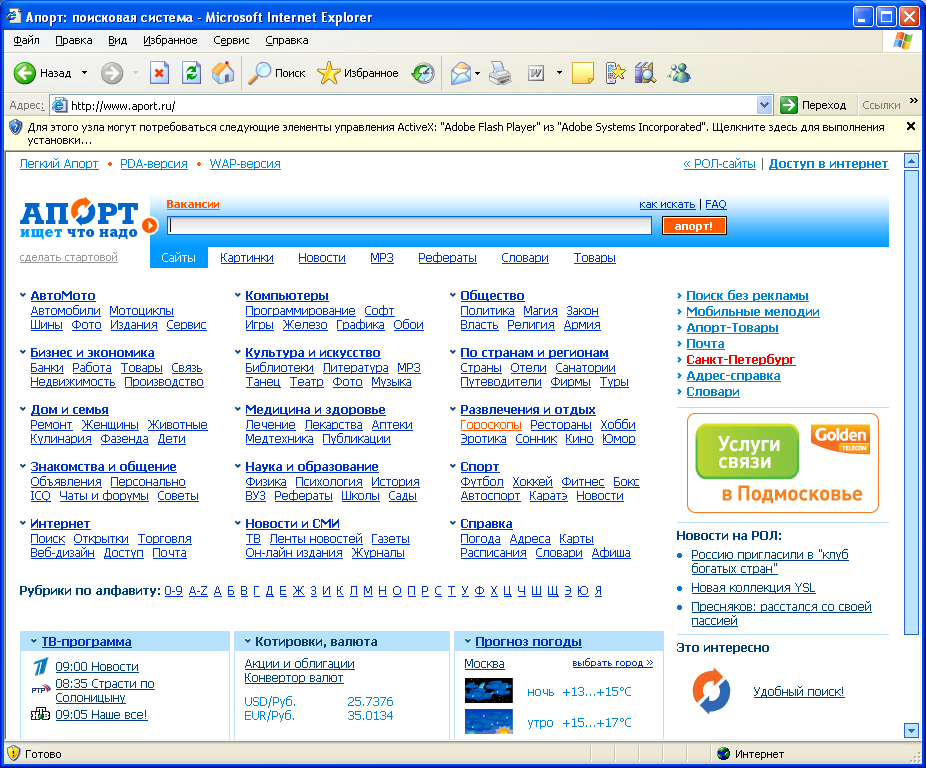 Апорт: поисковая система - Microsoft Internet Explorer
Файл Правка Вид Избранное Сервис Справка
Назад Поиск Избранное
Адрес: http://www.aport.ru/ Переход Ссылки »
Для этого узла могут потребоваться следующие элементы управления ActiveX: "Adobe Flash Player" из "Adobe Systems Incorporated". Щелкните здесь для выполнения
установки...
Легкий Апорт • PDA-версия • WAP-версия « РОЛ-сайты | Доступ в интернет
АПОРТ
ищет что надо
сделать стартовой
Вакансии как искать | FAQ
апорт!
Сайты Картинки Новости MP3 Рефераты Словари Товары
АвтоМото
Автомобили Мотоциклы
Шины Фото Издания Сервис
Компьютеры
Программирование Софт
Игры Железо Графика Обои
Общество
Политика Магия Закон
Власть Религия Армия
Бизнес и экономика
Банки Работа Товары Связь
Недвижимость Производство
Культура и искусство
Библиотеки Литература MP3
Танец Театр Фото Музыка
По странам и регионам
Страны Отели Санатории
Путеводители Фирмы Туры
Дом и семья
Ремонт Женщины Животные
Кулинария Фазенда Дети
Медицина и здоровье
Лечение Лекарства Аптеки
Медтехника Публикации
Развлечения и отдых
Гороскопы Рестораны Хобби
Эротика Сонник Кино Юмор
Знакомства и общение
Объявления Персонально
ICQ Чаты и форумы Советы
Наука и образование
Физика Психология История
ВУЗ Рефераты Школы Сады
Спорт
Футбол Хоккей Фитнес Бокс
Автоспорт Каратэ Новости
Интернет
Поиск Открытки Торговля
Веб-дизайн Доступ Почта
Новости и СМИ
ТВ Ленты новостей Газеты
Он-лайн издания Журналы
Справка
Погода Адреса Карты
Расписания Словари Афиша
Рубрики по алфавиту: 0-9 A-Z А Б В Г Д Е Ж З И К Л М Н О П Р С Т У Ф Х Ц Ч Ш Щ Э Ю Я
Поиск без рекламы
Мобильные мелодии
Апорт-Товары
Почта
Санкт-Петербург
Адрес-справка
Словари
Услуги
связи
Golden
TELECOM
в Подмосковье
Новости на РОЛ:
• Россию пригласили в "клуб
богатых стран"
• Новая коллекция YSL
• Пресняков: расстался со своей
пассией
Это интересно
Удобный поиск!
ТВ-программа
09:00 Новости
РТР 08:35 Страсти по
Солоницыну
09:05 Наше все!
Котировки, валюта
Акции и облигации
Конвертор валют
USD/Руб. 25.7376
EUR/Руб. 35.0134
Прогноз погоды
Москва выбрать город »
ночь +13...+15°C
утро +15...+17°C
Готово Интернет